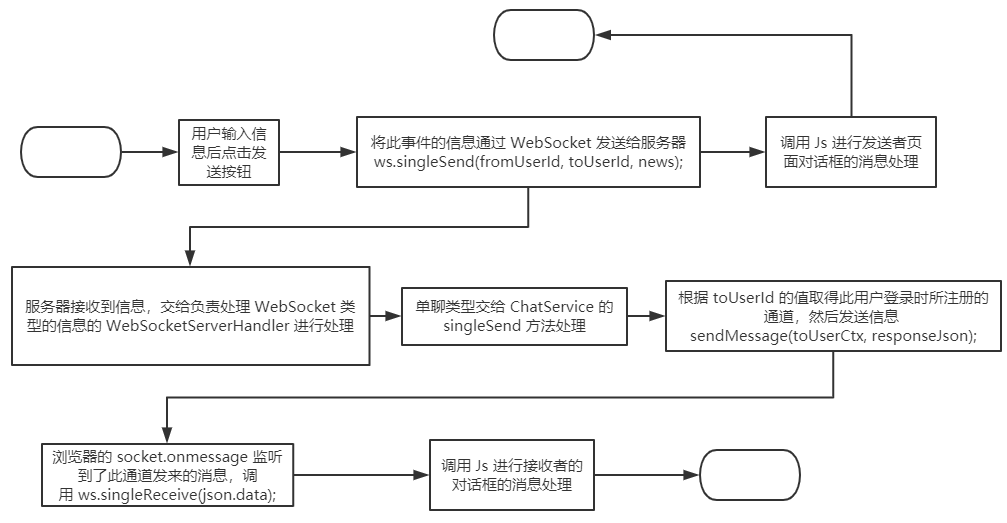 用户输入信
息后点击发
送按钮
将此事件的信息通过 WebSocket 发送给服务器
ws.singleSend(fromUserId, toUserId, news);
调用 Js 进行发送者页
面对话框的消息处理
服务器接收到信息，交给负责处理 WebSocket 类
型的信息的 WebSocketServerHandler 进行处理
单聊类型交给 ChatService 的
singleSend 方法处理
根据 toUserId 的值取得此用户登录时所注册的
通道，然后发送信息
sendMessage(toUserCtx, responseJson);
浏览器的 socket.onmessage 监听
到了此通道发来的消息，调
用 ws.singleReceive(json.data);
调用 Js 进行接收者的
对话框的消息处理